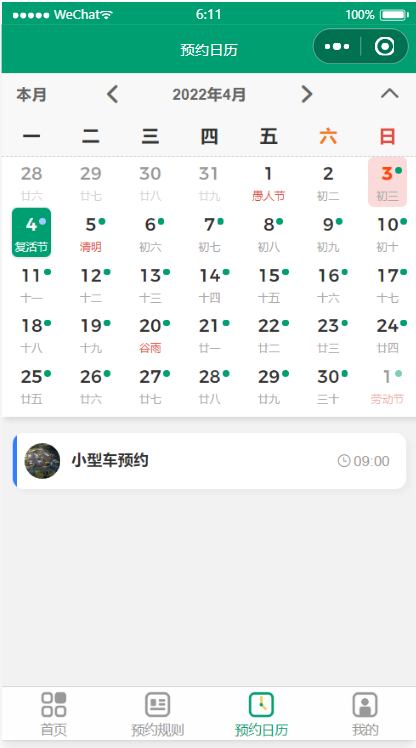 WeChat 6:11 100%
预约日历
本月 2022年4月
一 二 三 四 五 六 日
28 29 30 31 1 2 3
廿六 廿七 廿八 廿九 愚人节 初二 初三
4 5 6 7 8 9 10
复活节 清明 初六 初七 初八 初九 初十
11 12 13 14 15 16 17
十一 十二 十三 十四 十五 十六 十七
18 19 20 21 22 23 24
十八 十九 谷雨 廿一 廿二 廿三 廿四
25 26 27 28 29 30 1
廿五 廿六 廿七 廿八 廿九 三十 劳动节
小型车预约 09:00
首页 预约规则 预约日历 我的